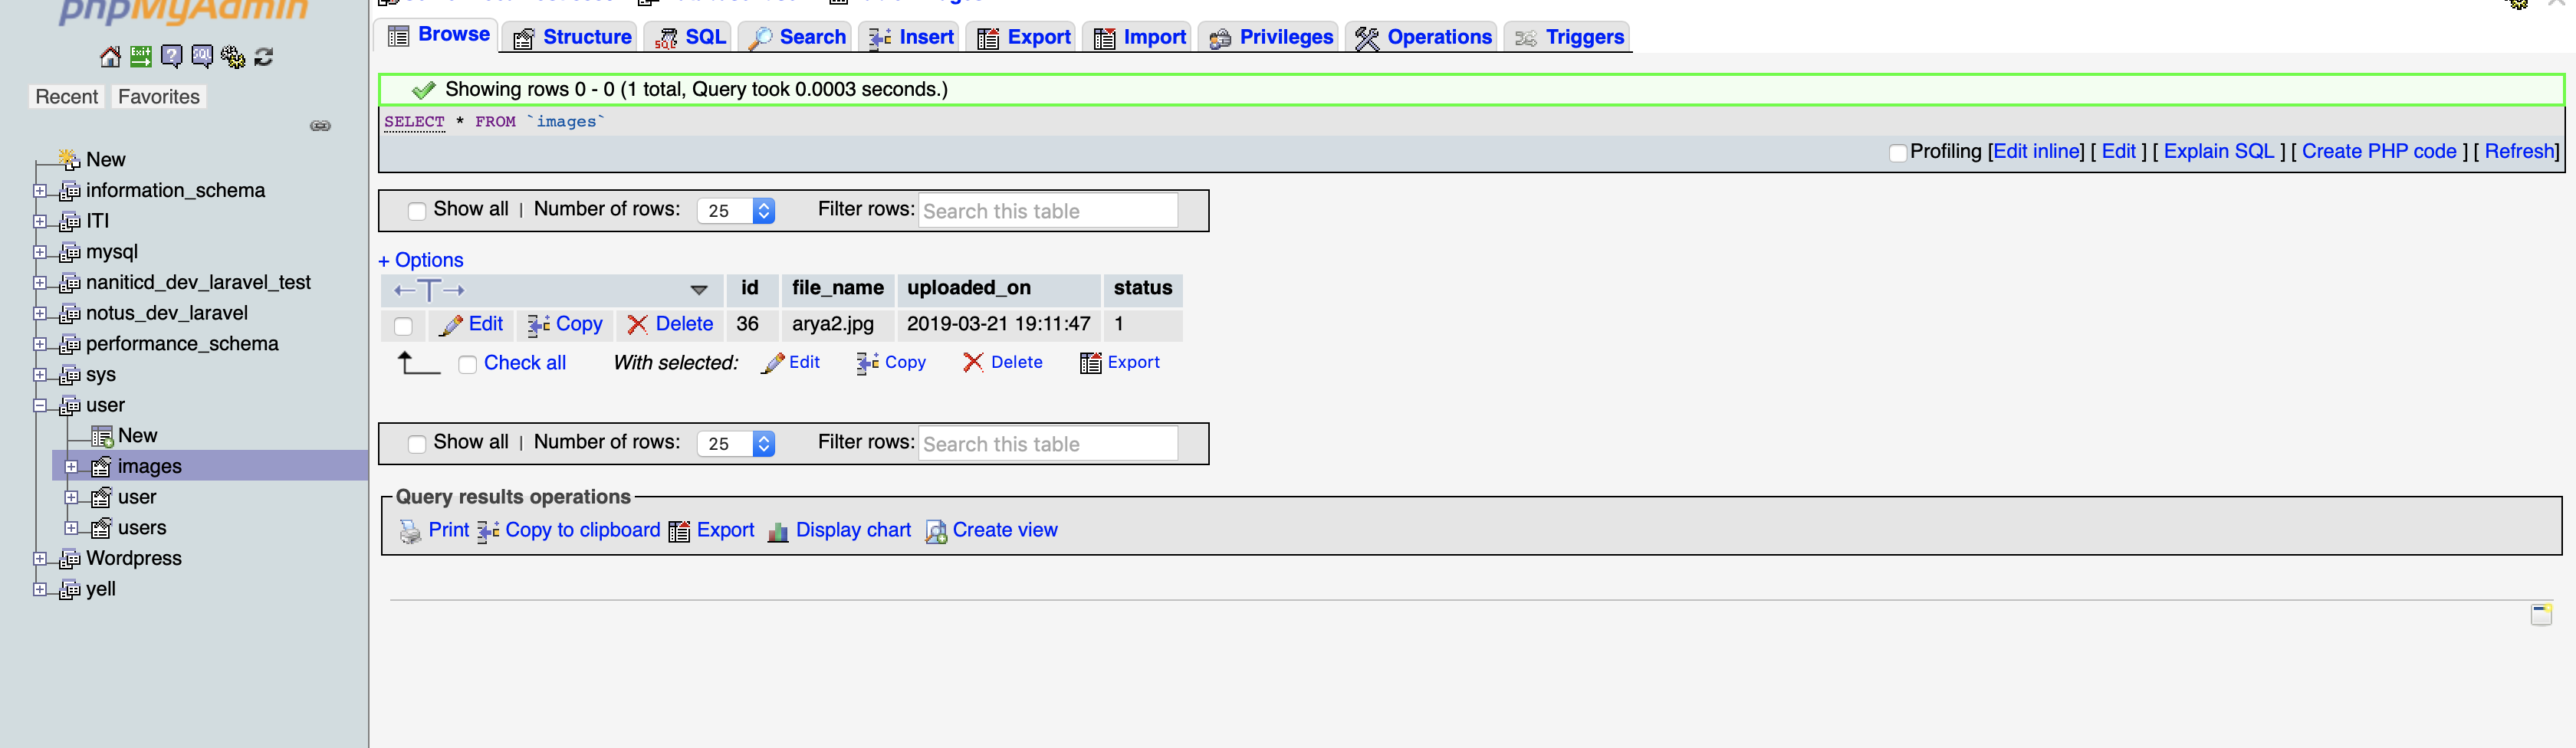 phpMyAdmin
Recent Favorites
New
information_schema
ITI
mysql
naniticd_dev_laravel_test
notus_dev_laravel
performance_schema
sys
user
New
images
user
users
Wordpress
yell
Browse Structure SQL Search Insert Export Import Privileges Operations Triggers
Showing rows 0 - 0 (1 total, Query took 0.0003 seconds.)
SELECT * FROM `images`
Profiling [Edit inline] [ Edit ] [ Explain SQL ] [ Create PHP code ] [ Refresh]
Show all | Number of rows: 25 Filter rows: Search this table
+ Options
←T→ id file_name uploaded_on status
Edit Copy Delete 36 arya2.jpg 2019-03-21 19:11:47 1
Check all With selected: Edit Copy Delete Export
Show all | Number of rows: 25 Filter rows: Search this table
Query results operations
Print Copy to clipboard Export Display chart Create view